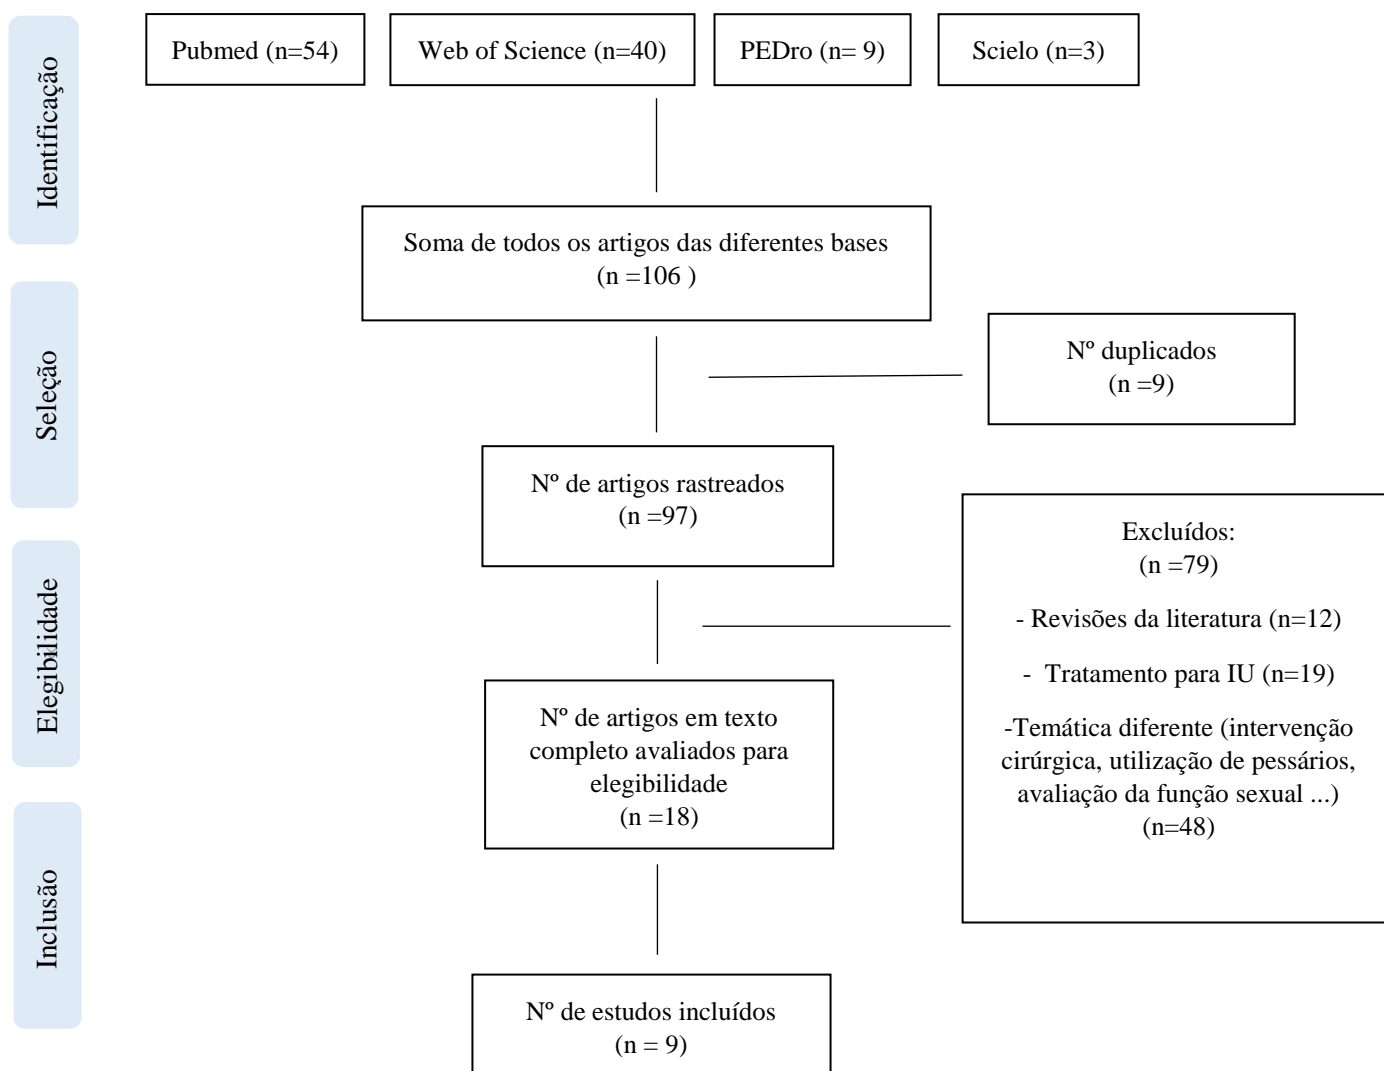 Identificação
Pubmed (n=54)
Web of Science (n=40)
PEDro (n= 9)
Scielo (n=3)
Soma de todos os artigos das diferentes bases
(n =106 )
Seleção
Nº duplicados
(n =9)
Nº de artigos rastreados
(n =97)
Elegibilidade
Excluídos:
(n =79)
- Revisões da literatura (n=12)
- Tratamento para IU (n=19)
-Temática diferente (intervenção
cirúrgica, utilização de pessários,
avaliação da função sexual ...)
(n=48)
Nº de artigos em texto
completo avaliados para
elegibilidade
(n =18)
Inclusão
Nº de estudos incluídos
(n = 9)